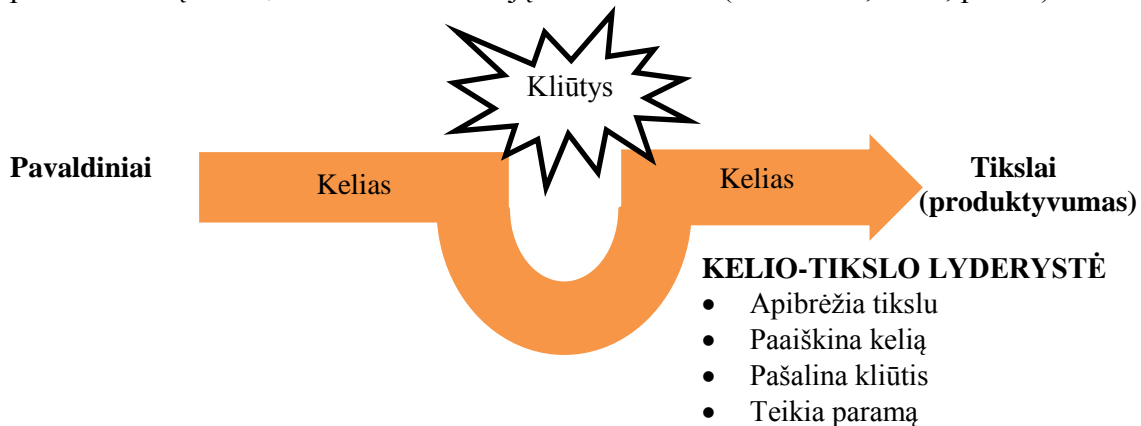 Kliūtys
Pavaldiniai
Kelias
Kelias
Tikslai
(produktyvumas)
KELIO-TIKSLO LYDERYSTĖ
• Apibrėžia tikslu
• Paaiškina kelią
• Pašalina kliūtis
• Teikia paramą